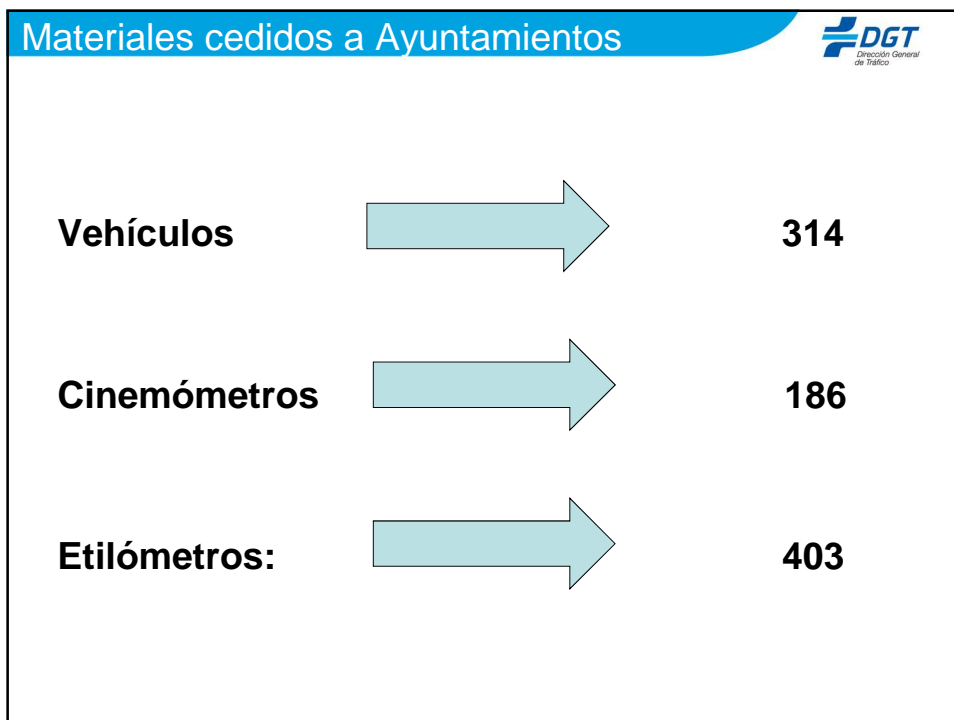 Materiales cedidos a Ayuntamientos
DGT
Dirección General
de Tráfico
Vehículos 314
Cinemómetros 186
Etilómetros: 403